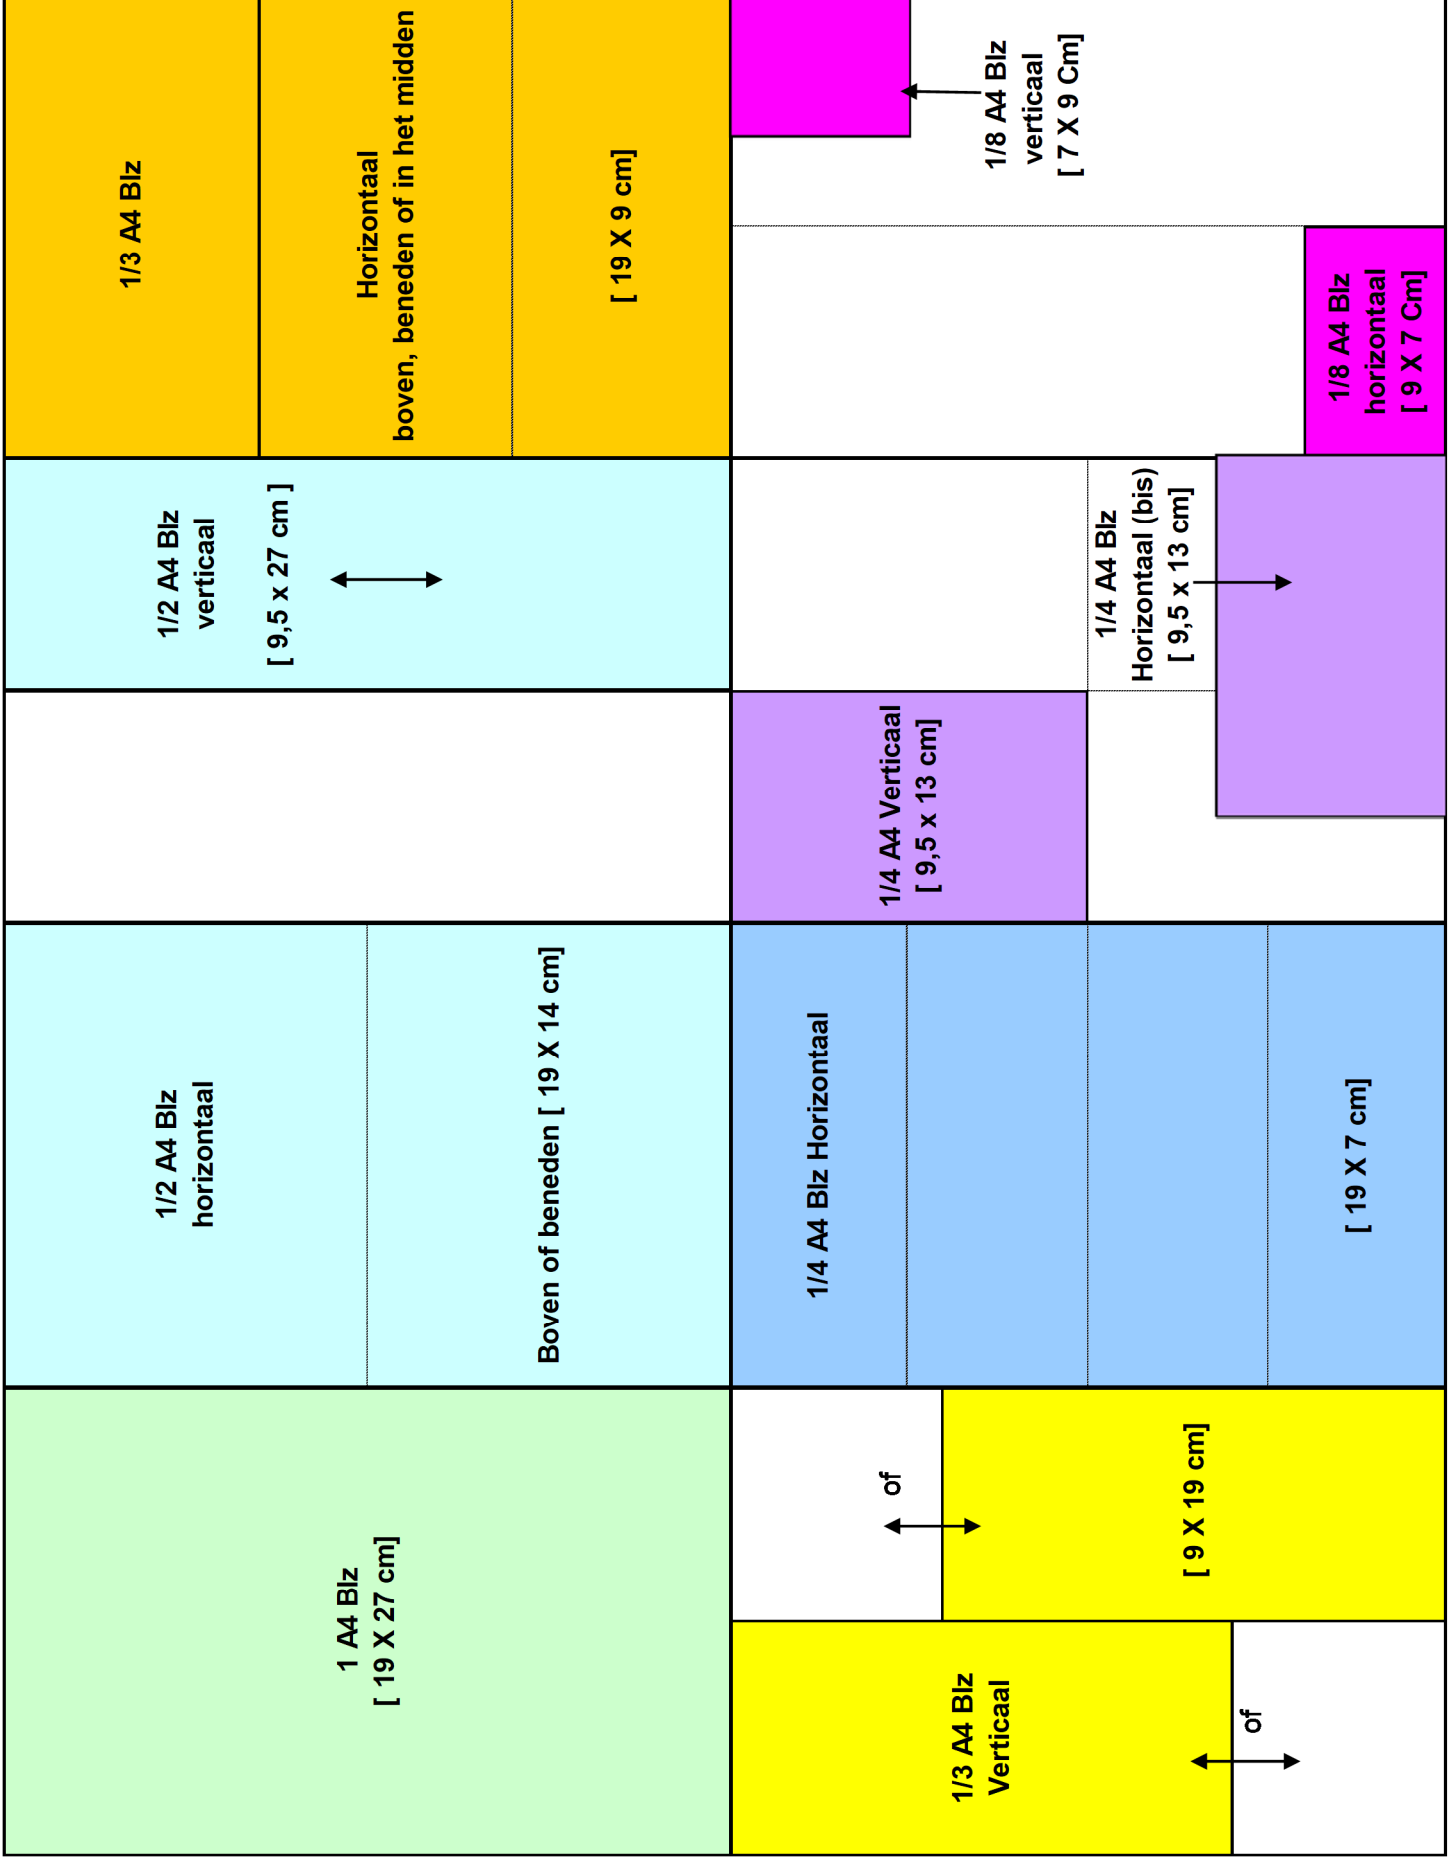 1 A4 Blz
[ 19 X 27 cm]
1/2 A4 Blz
horizontaal
Boven of beneden [ 19 X 14 cm]
1/2 A4 Blz
verticaal
[ 9,5 x 27 cm ]
1/3 A4 Blz
Horizontaal
boven, beneden of in het midden
[ 19 X 9 cm]
1/3 A4 Blz
Verticaal
of
of
[ 9 X 19 cm]
1/4 A4 Blz Horizontaal
[ 19 X 7 cm]
1/4 A4 Verticaal
[ 9,5 x 13 cm]
1/4 A4 Blz
Horizontaal (bis)
[ 9,5 x 13 cm]
1/8 A4 Blz
verticaal
[ 7 X 9 Cm]
1/8 A4 Blz
horizontaal
[ 9 X 7 Cm]